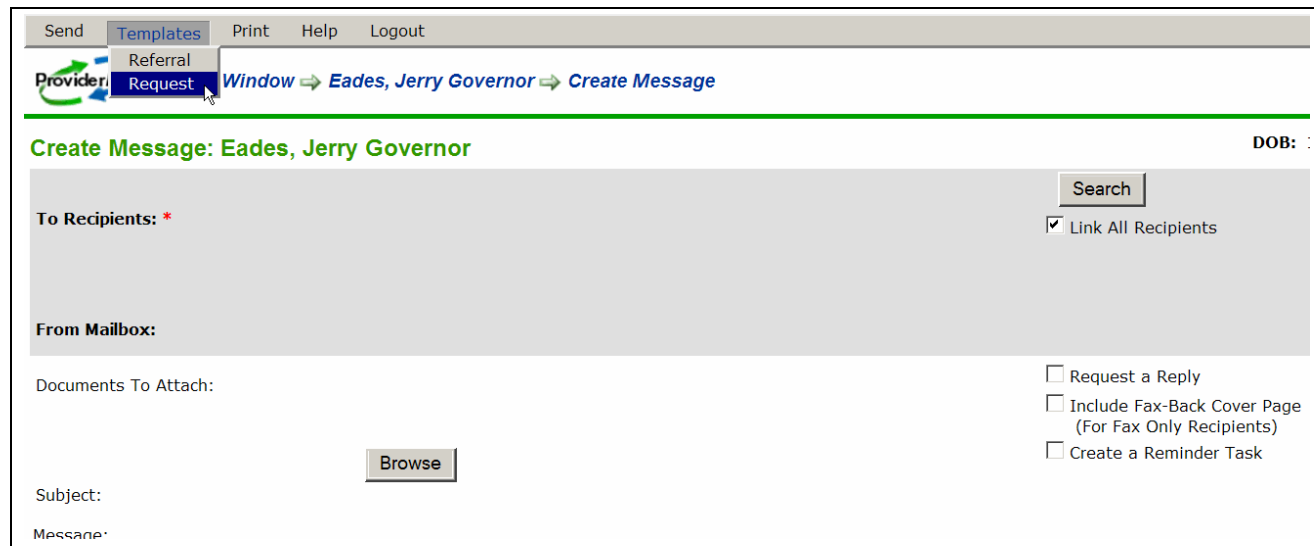 Send Templates Print Help Logout
Referral
Request
Provider Window Eades, Jerry Governor Create Message
Create Message: Eades, Jerry Governor DOB:
Search
To Recipients: * Link All Recipients
From Mailbox:
Documents To Attach: Request a Reply
Include Fax-Back Cover Page
(For Fax Only Recipients)
Create a Reminder Task
Browse
Subject:
Message: